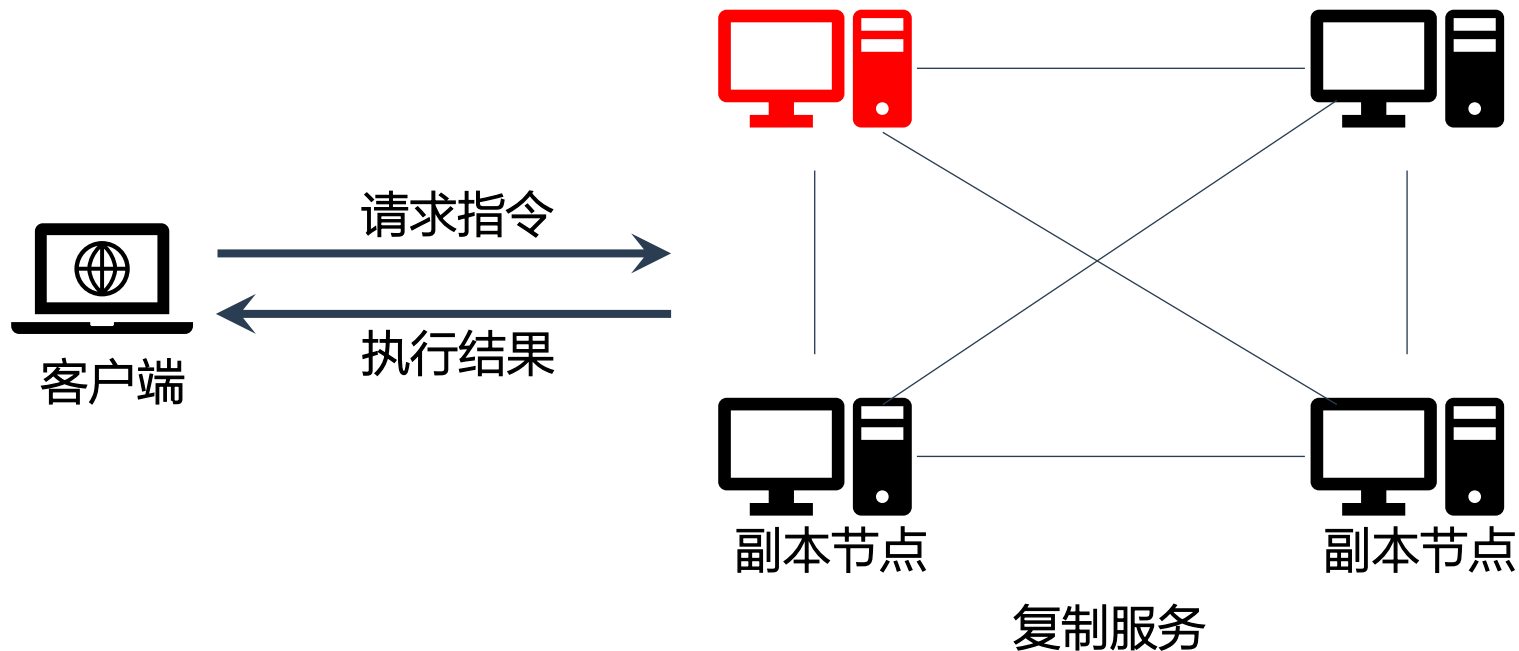 请求指令
执行结果
客户端
副本节点
副本节点
复制服务